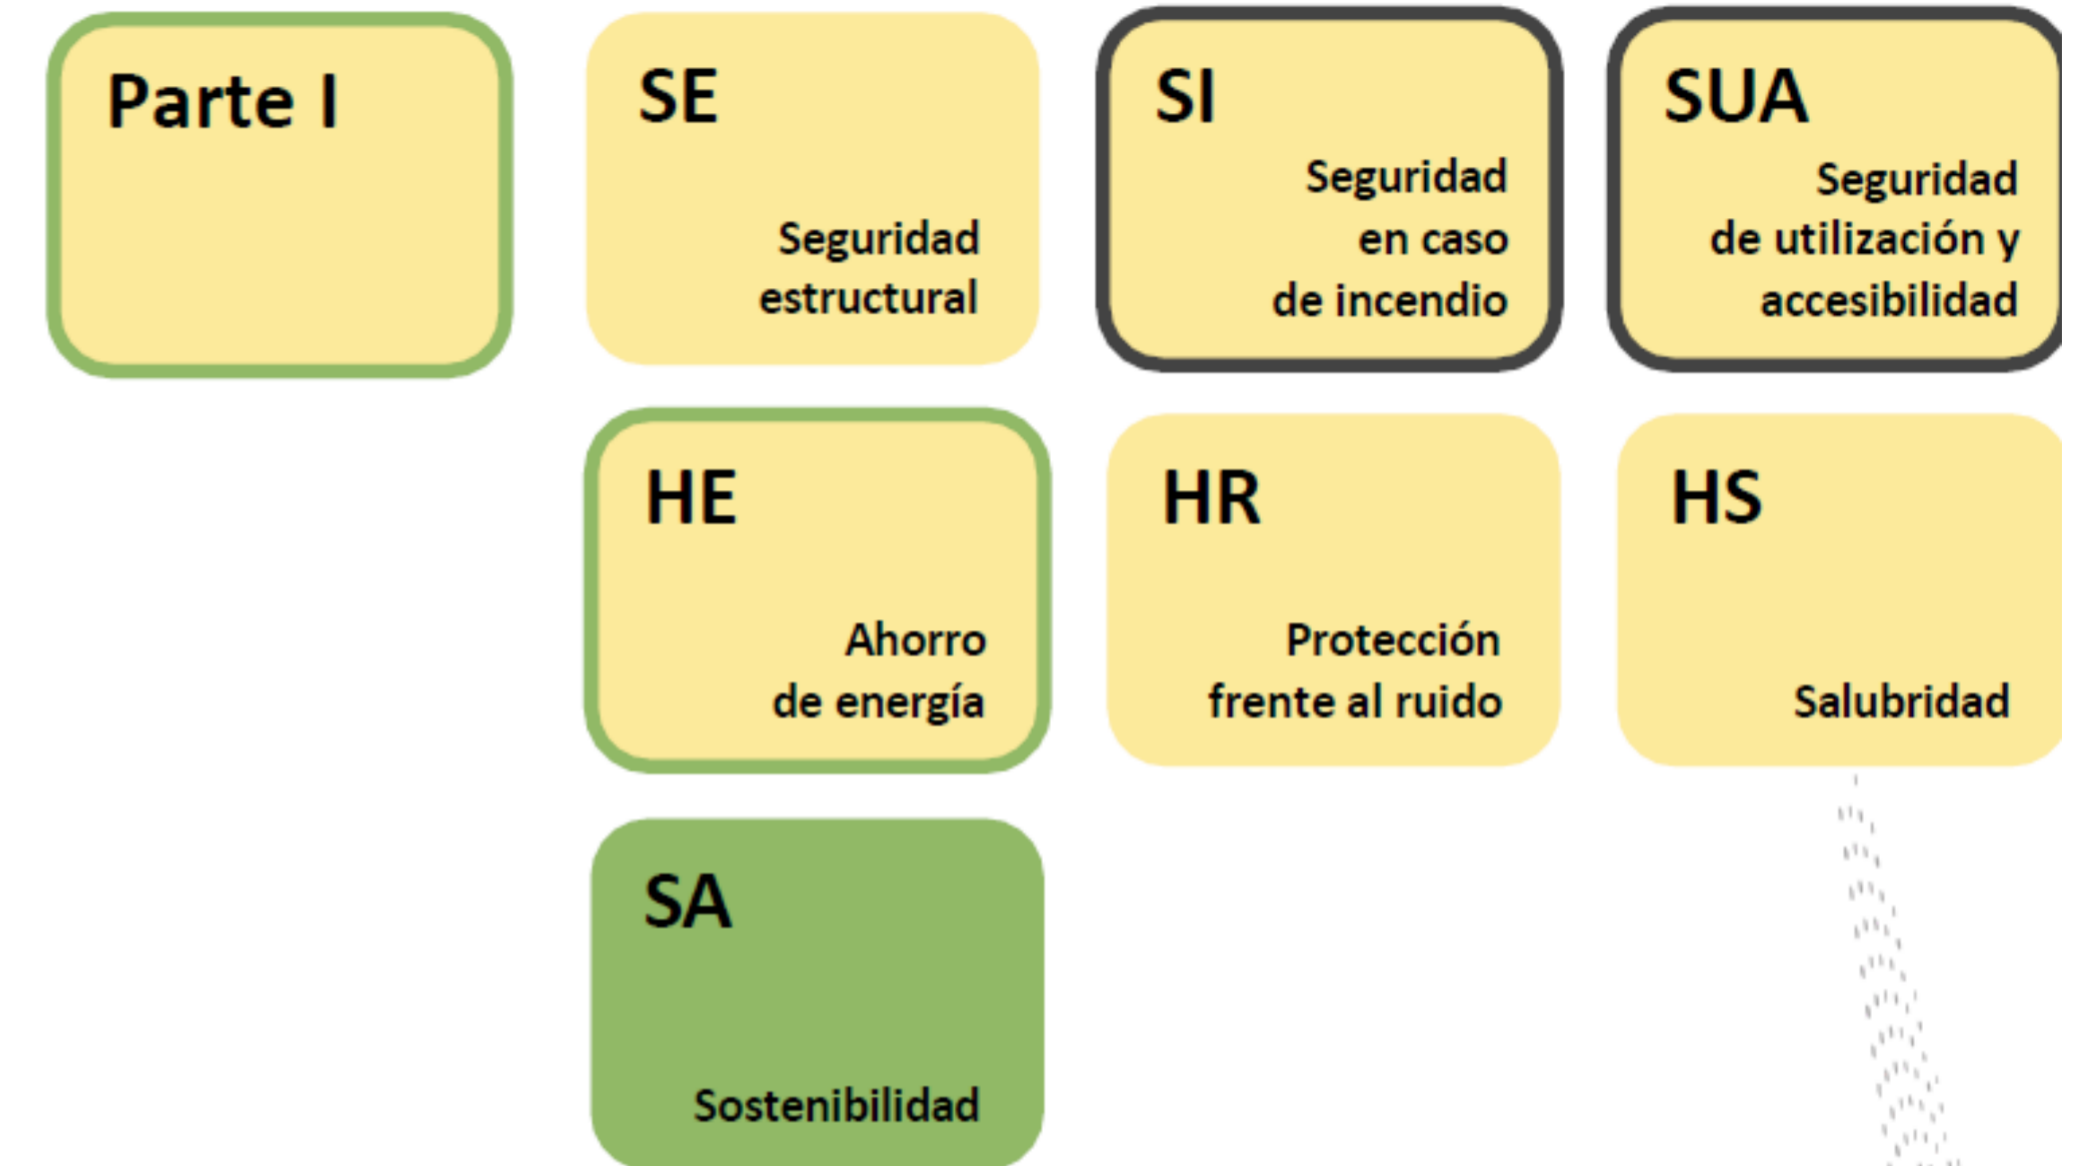 Parte I
SE
Seguridad
estructural
SI
Seguridad
en caso
de incendio
SUA
Seguridad
de utilización y
accesibilidad
HE
Ahorro
de energía
HR
Protección
frente al ruido
HS
Salubridad
SA
Sostenibilidad